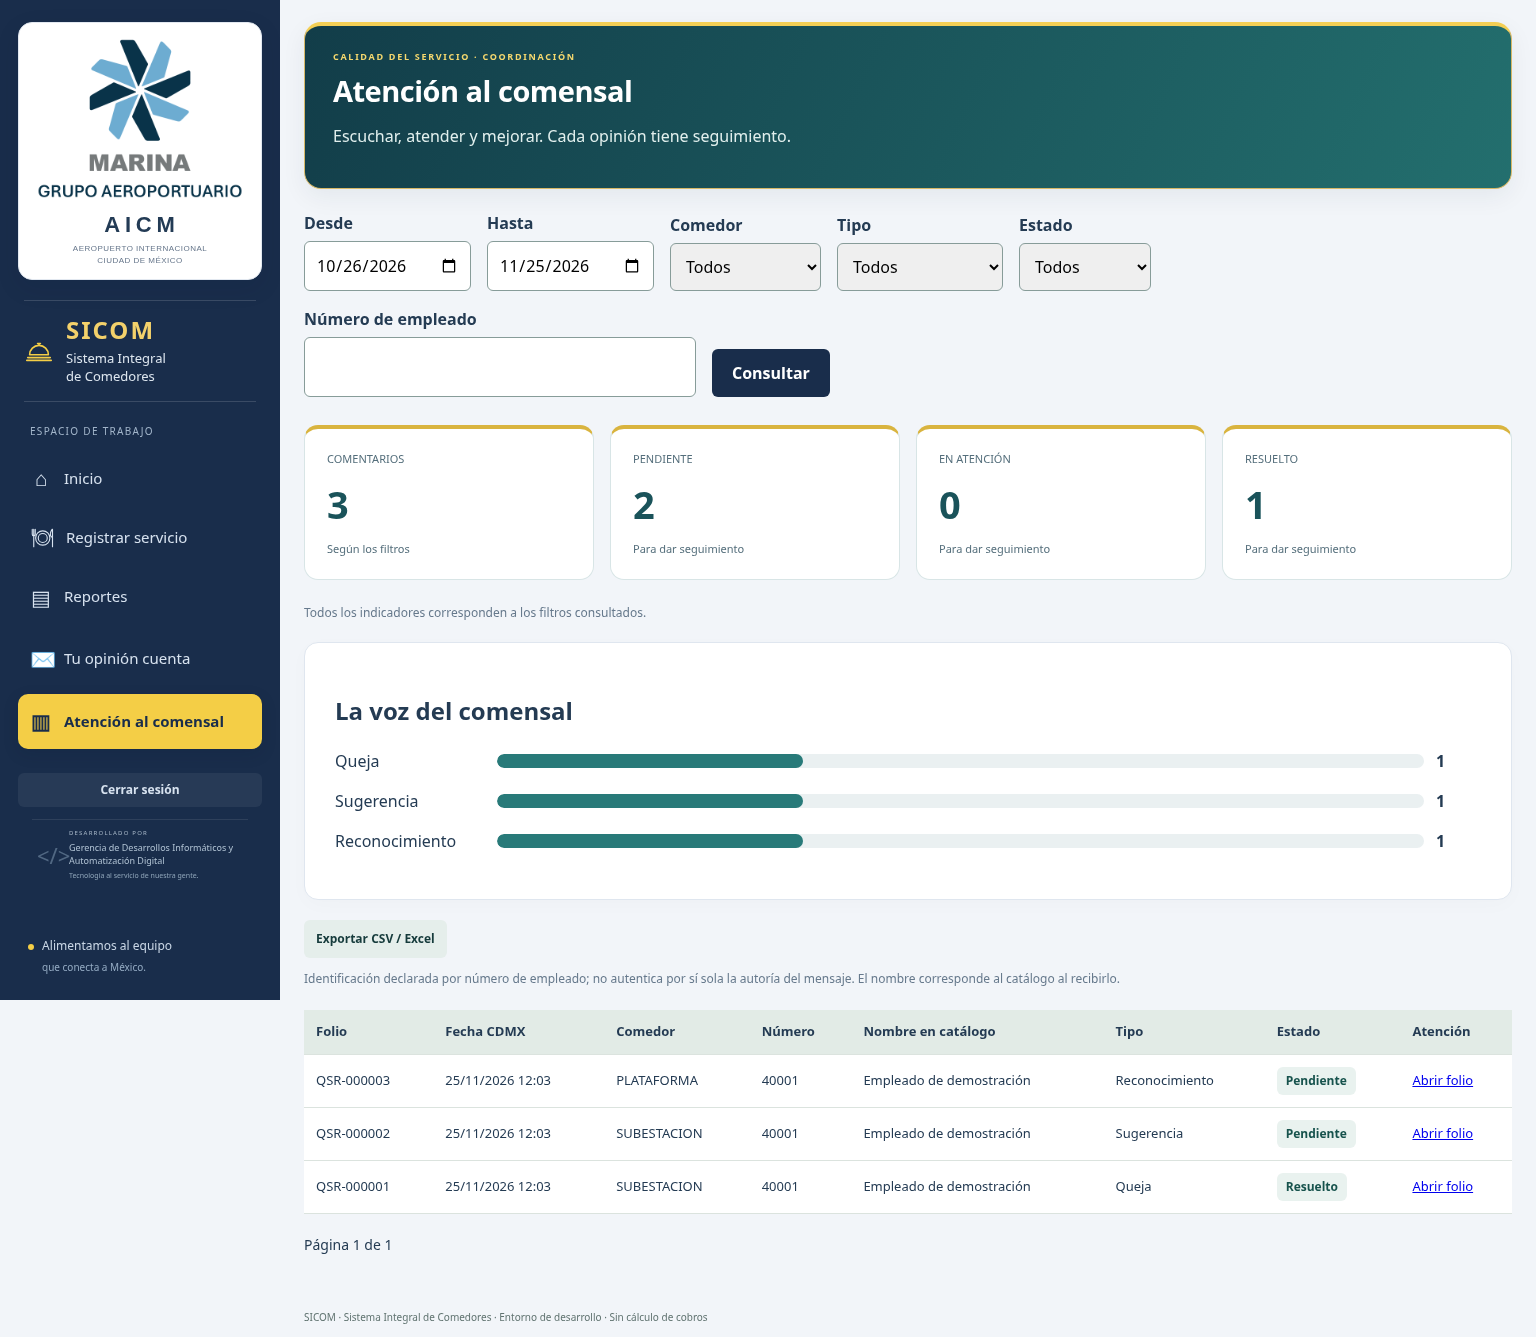 MARINA
GRUPO AEROPORTUARIO
AICM
AEROPUERTO INTERNACIONAL
CIUDAD DE MÉXICO
SICOM
Sistema Integral
de Comedores
ESPACIO DE TRABAJO
Inicio
Registrar servicio
Reportes
Tu opinión cuenta
Atención al comensal
Cerrar sesión
</>
DESARROLLADO POR
Gerencia de Desarrollos Informáticos y
Automatización Digital
Tecnología al servicio de nuestra gente.
Alimentamos al equipo
que conecta a México.
CALIDAD DEL SERVICIO · COORDINACIÓN
Atención al comensal
Escuchar, atender y mejorar. Cada opinión tiene seguimiento.
Desde Hasta Comedor Tipo Estado
10/26/2026 11/25/2026 Todos Todos Todos
Número de empleado
Consultar
COMENTARIOS PENDIENTE EN ATENCIÓN RESUELTO
3 2 0 1
Según los filtros Para dar seguimiento Para dar seguimiento Para dar seguimiento
Todos los indicadores corresponden a los filtros consultados.
La voz del comensal
Queja 1
Sugerencia 1
Reconocimiento 1
Exportar CSV / Excel
Identificación declarada por número de empleado; no autentica por sí sola la autoría del mensaje. El nombre corresponde al catálogo al recibirlo.
Folio Fecha CDMX Comedor Número Nombre en catálogo Tipo Estado Atención
QSR-000003 25/11/2026 12:03 PLATAFORMA 40001 Empleado de demostración Reconocimiento Pendiente Abrir folio
QSR-000002 25/11/2026 12:03 SUBESTACION 40001 Empleado de demostración Sugerencia Pendiente Abrir folio
QSR-000001 25/11/2026 12:03 SUBESTACION 40001 Empleado de demostración Queja Resuelto Abrir folio
Página 1 de 1
SICOM · Sistema Integral de Comedores · Entorno de desarrollo · Sin cálculo de cobros